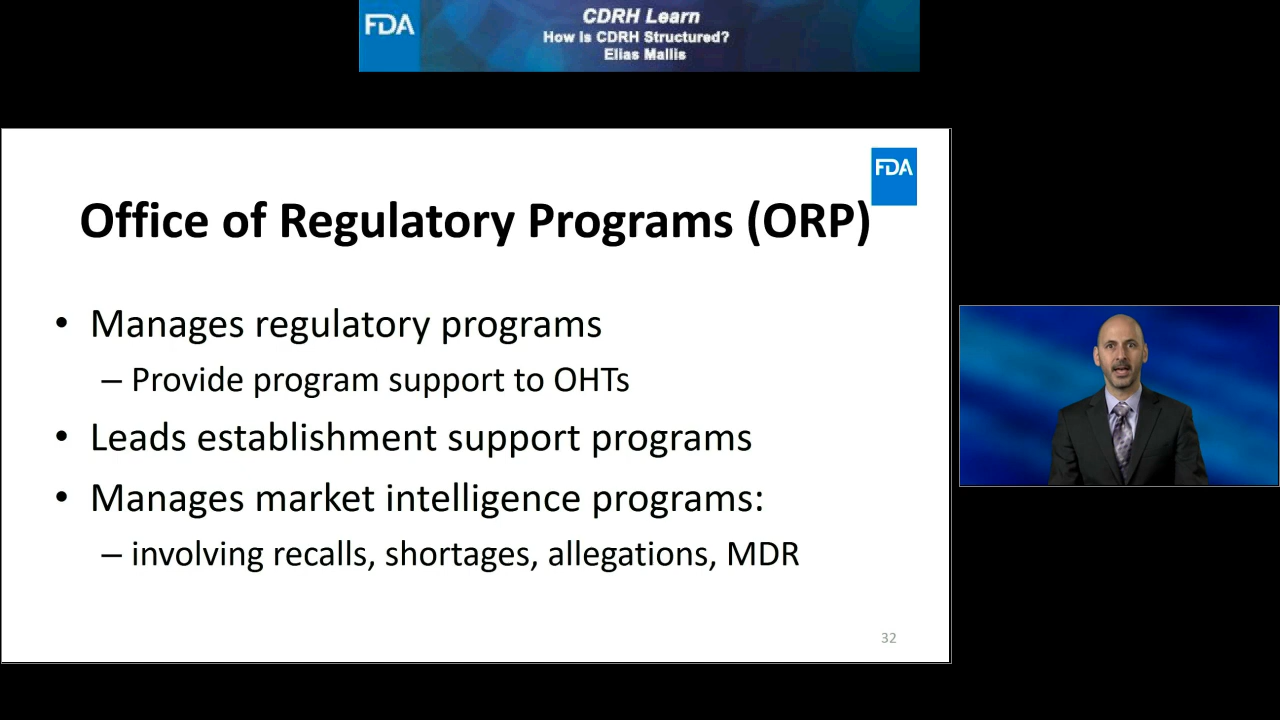 FDA
CDRH Learn
How Is CDRH Structured?
Elias Mallis
FDA
Office of Regulatory Programs (ORP)
• Manages regulatory programs
– Provide program support to OHTs
• Leads establishment support programs
• Manages market intelligence programs:
– involving recalls, shortages, allegations, MDR
32